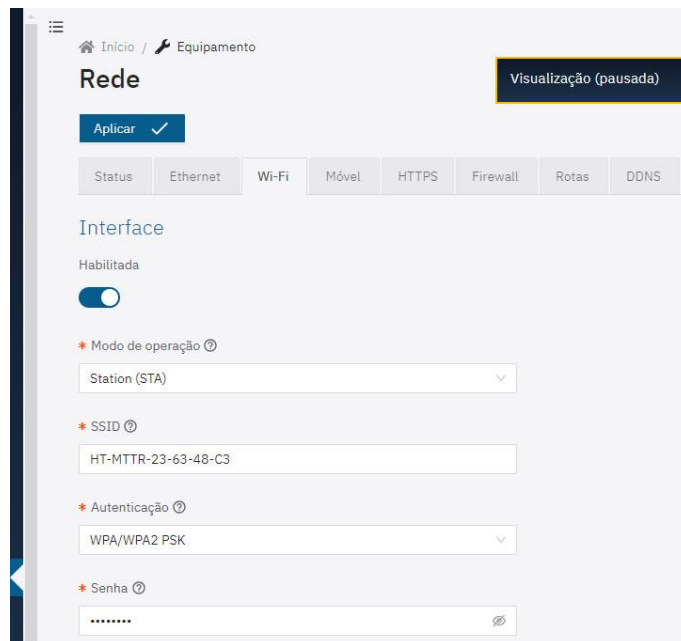 Início / Equipamento
Rede
Visualização (pausada)
Aplicar
Status Ethernet Wi-Fi Móvel HTTPS Firewall Rotas DDNS
Interface
Habilitada
* Modo de operação
Station (STA)
* SSID
HT-MTTR-23-63-48-C3
* Autenticação
WPA/WPA2 PSK
* Senha
••••••••